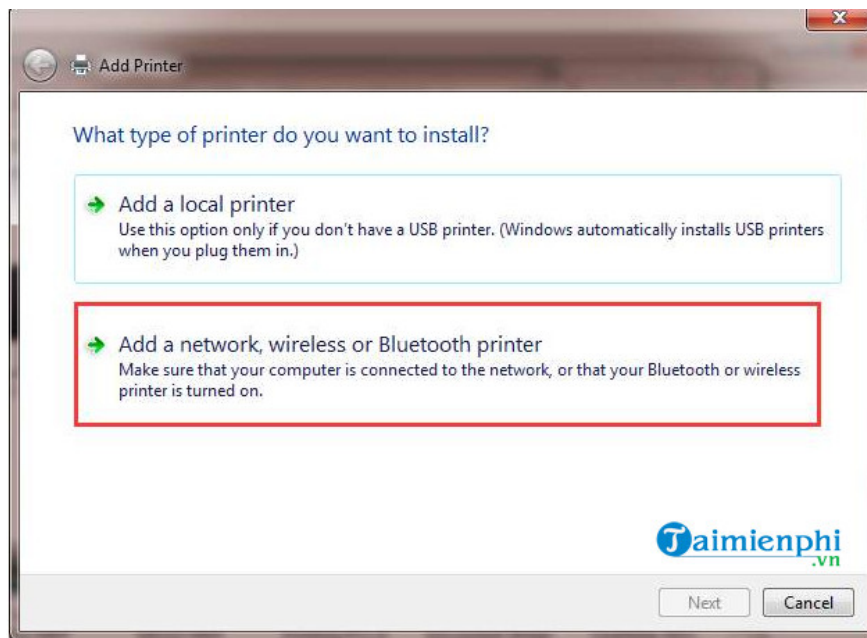 Add Printer
What type of printer do you want to install?
Add a local printer
Use this option only if you don't have a USB printer. (Windows automatically installs USB printers
when you plug them in.)
Add a network, wireless or Bluetooth printer
Make sure that your computer is connected to the network, or that your Bluetooth or wireless
printer is turned on.
Taimienphi
.vn
Next
Cancel